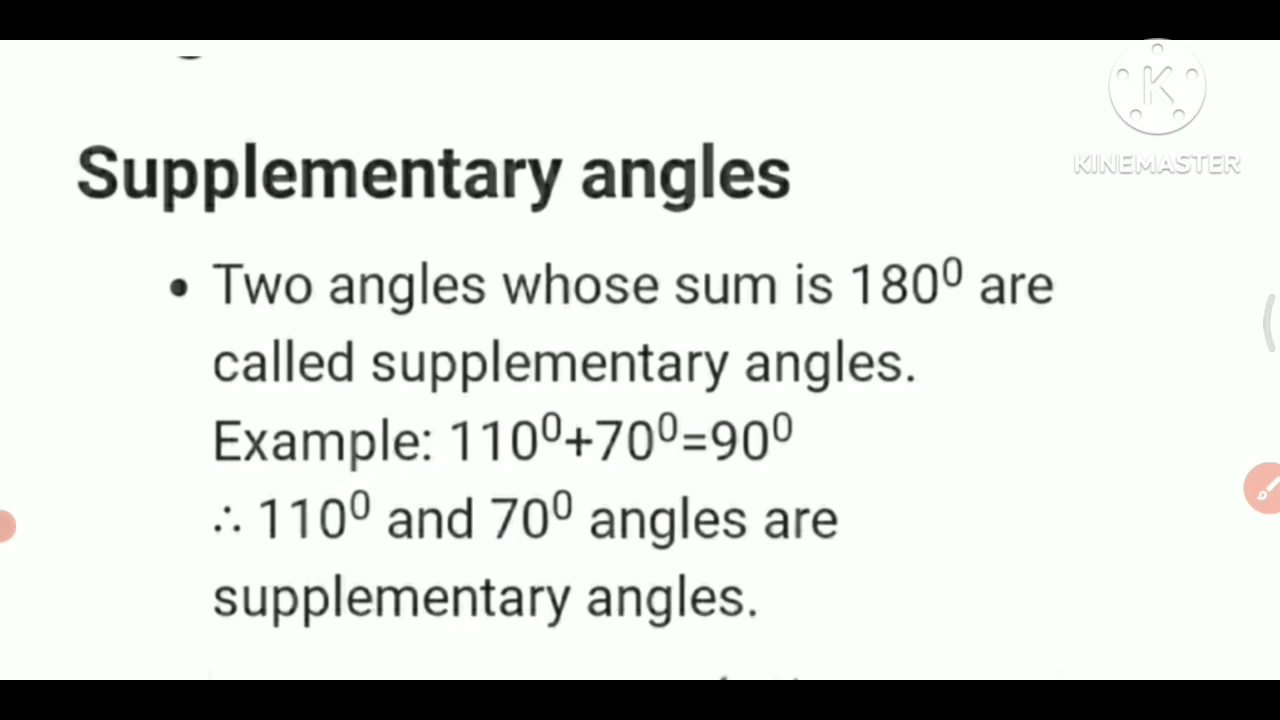 KINEMASTER
Supplementary angles
• Two angles whose sum is 180⁰ are
called supplementary angles.
Example: 110⁰+70⁰=90⁰
∴ 110⁰ and 70⁰ angles are
supplementary angles.